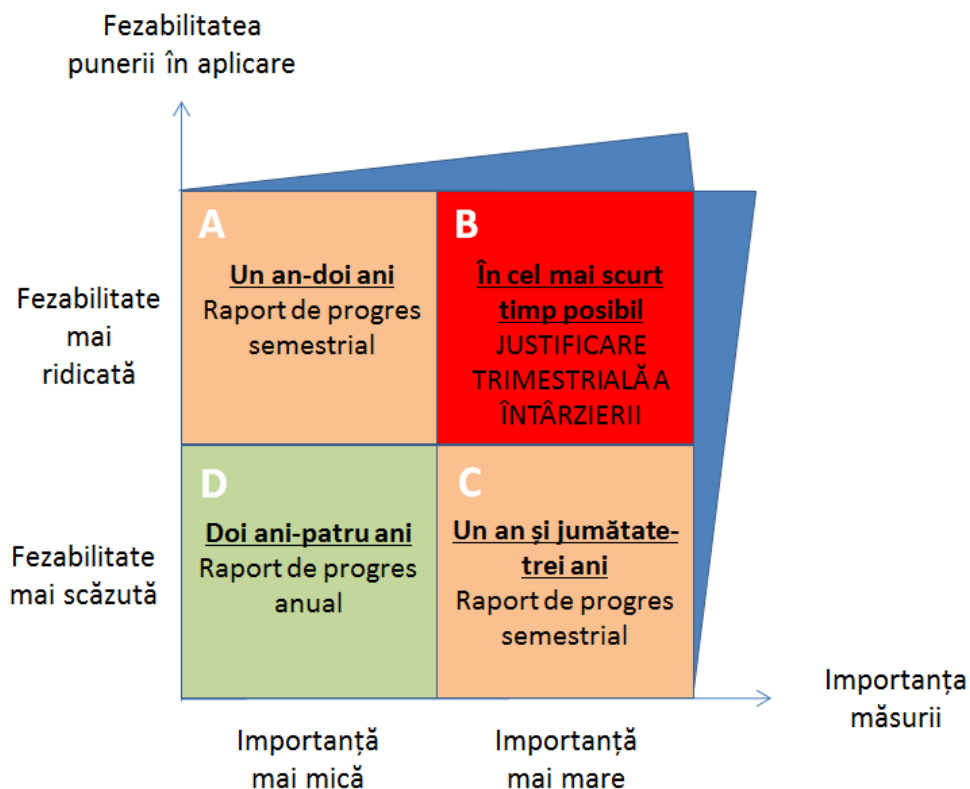 Fezabilitatea
punerii în aplicare
A
Un an-doi ani
Raport de progres
semestrial
B
În cel mai scurt
timp posibil
JUSTIFICARE
TRIMESTRIALĂ A
ÎNTÂRZIERII
Fezabilitate
mai
ridicată
D
Doi ani-patru ani
Raport de progres
anual
C
Un an și jumătate-
trei ani
Raport de progres
semestrial
Fezabilitate
mai scăzută
Importanța
măsurii
Importanță
mai mică
Importanță
mai mare